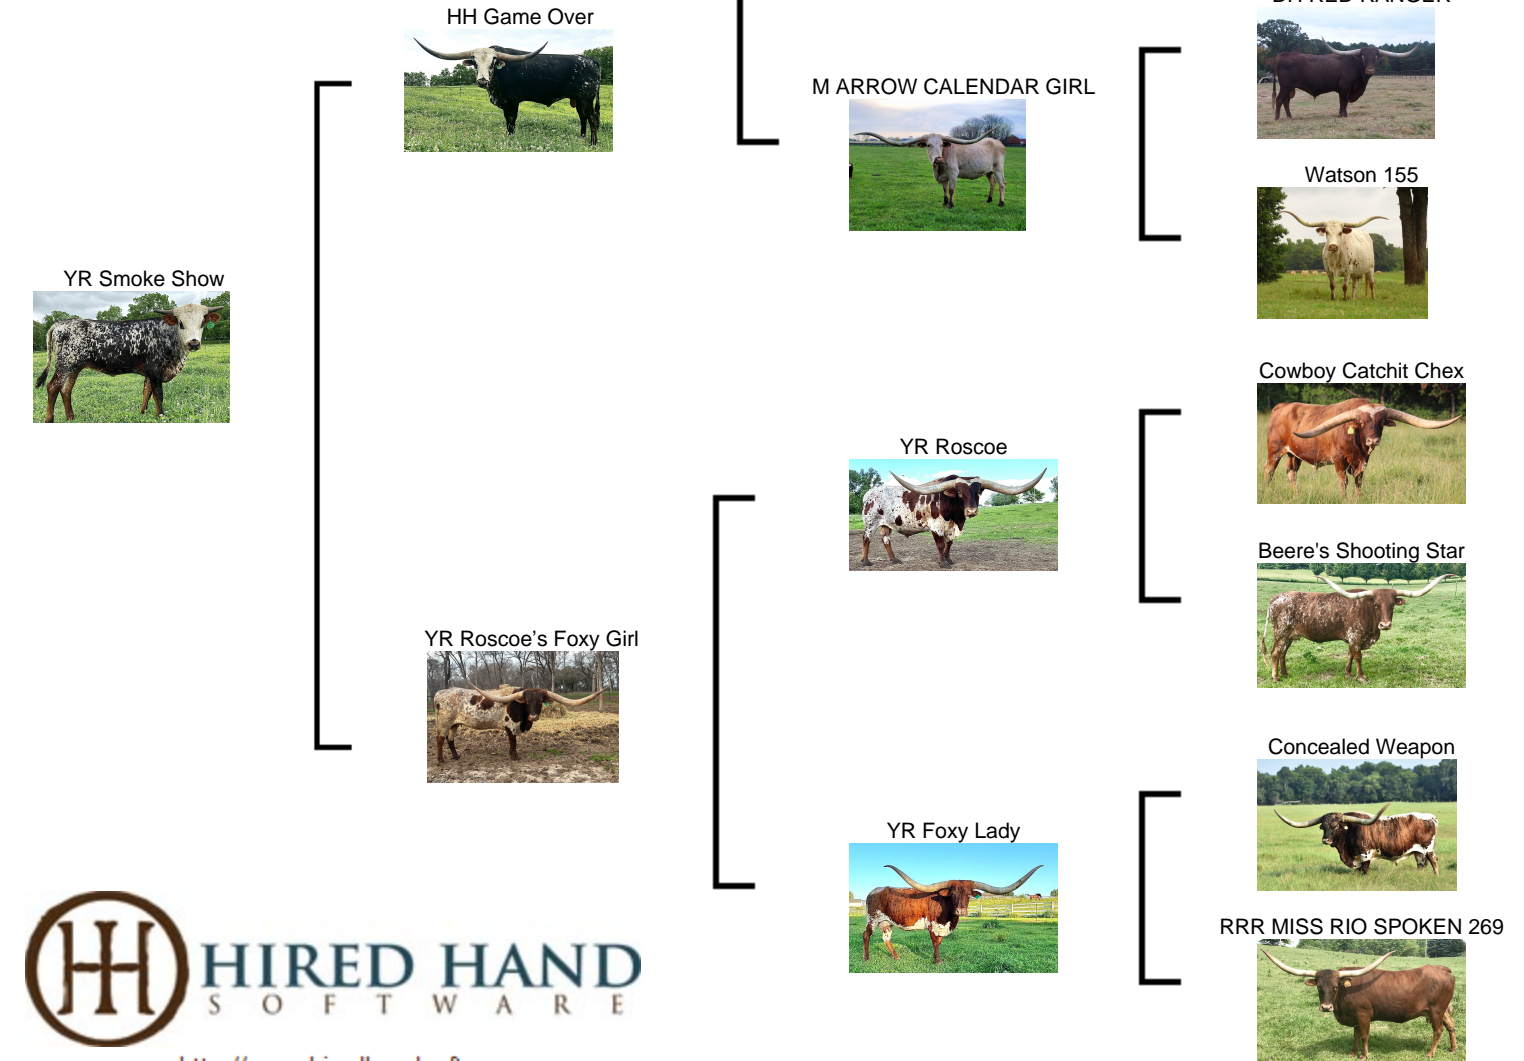 HH Game Over
M ARROW CALENDAR GIRL
Watson 155
YR Smoke Show
Cowboy Catchit Chex
YR Roscoe
Beere's Shooting Star
YR Roscoe’s Foxy Girl
Concealed Weapon
YR Foxy Lady
RRR MISS RIO SPOKEN 269
HIRED HAND
SOFTWARE